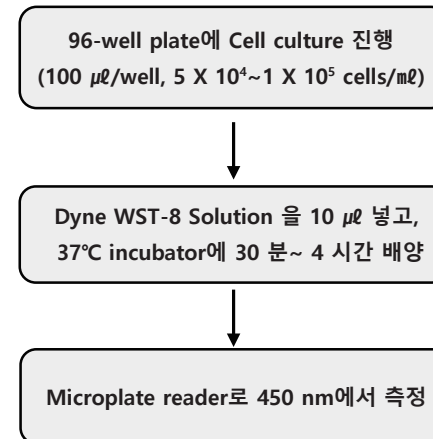 96-well plate에 Cell culture 진행
(100 ㎕/well, 5 X 10⁴~1 X 10⁵ cells/㎖)
Dyne WST-8 Solution 을 10 ㎕ 넣고,
37℃ incubator에 30 분~ 4 시간 배양
Microplate reader로 450 nm에서 측정